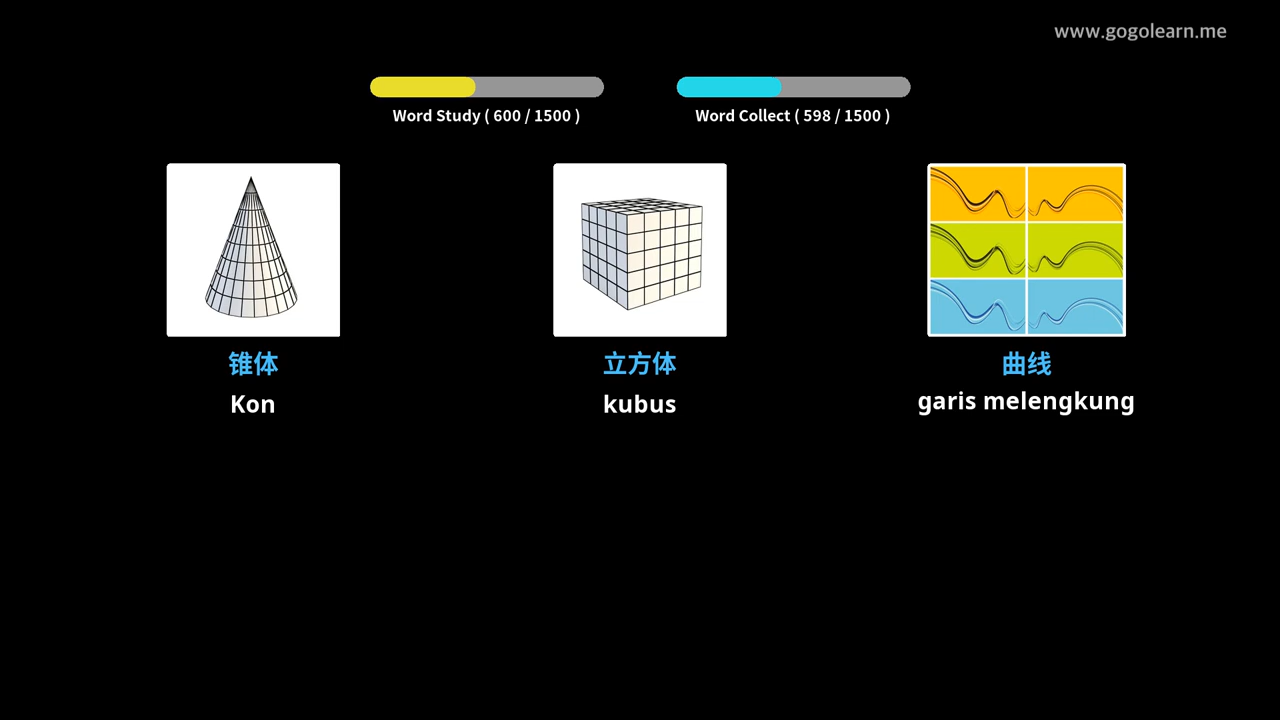 www.gogolearn.me
Word Study ( 600 / 1500 )
Word Collect ( 598 / 1500 )
锥体
立方体
曲线
Kon
kubus
garis melengkung